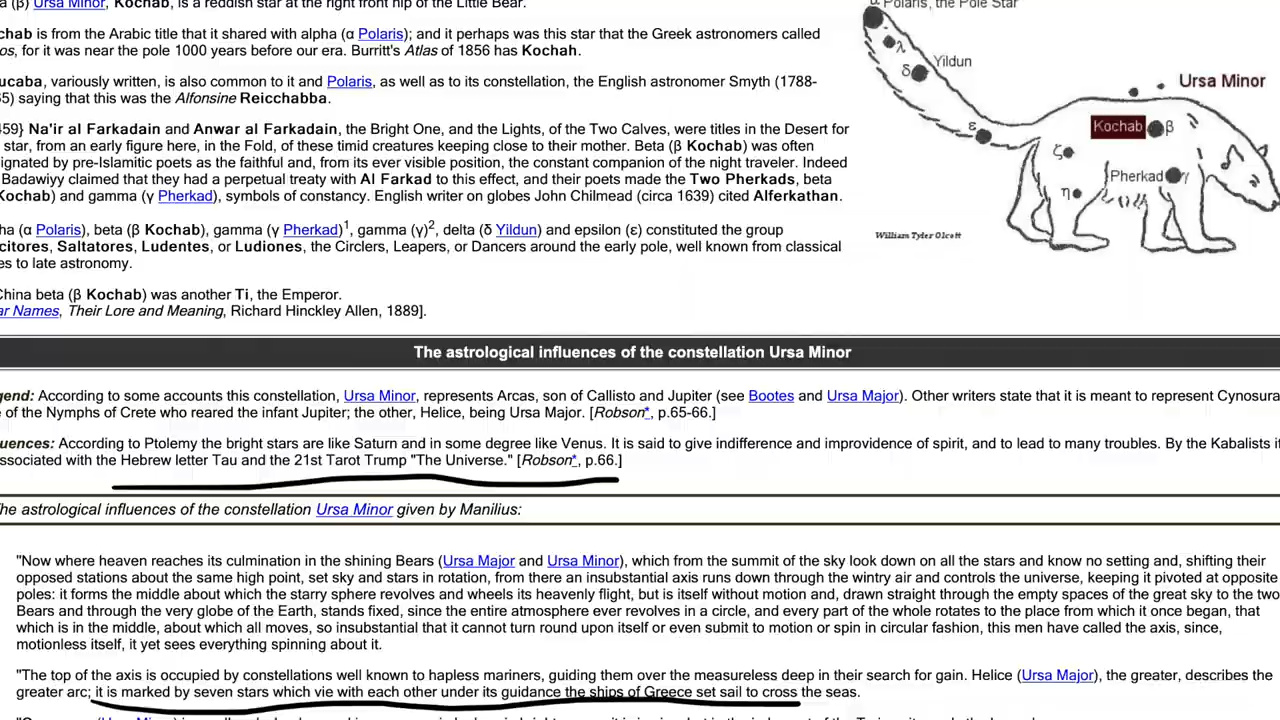 a (β) Ursa Minor, Kochab, is a reddish star at the right front hip of the Little Bear.
chab is from the Arabic title that it shared with alpha (α Polaris); and it perhaps was this star that the Greek astronomers called
os, for it was near the pole 1000 years before our era. Burritt's Atlas of 1856 has Kochah.
ucaba, variously written, is also common to it and Polaris, as well as to its constellation, the English astronomer Smyth (1788-
65) saying that this was the Alfonsine Reicchabba.
459} Na'ir al Farkadain and Anwar al Farkadain, the Bright One, and the Lights, of the Two Calves, were titles in the Desert for
star, from an early figure here, in the Fold, of these timid creatures keeping close to their mother. Beta (β Kochab) was often
ignated by pre-Islamitic poets as the faithful and, from its ever visible position, the constant companion of the night traveler. Indeed
Badawiyy claimed that they had a perpetual treaty with Al Farkad to this effect, and their poets made the Two Pherkads, beta
Kochab) and gamma (γ Pherkad), symbols of constancy. English writer on globes John Chilmead (circa 1639) cited Alferkathan.
ha (α Polaris), beta (β Kochab), gamma (γ Pherkad)1, gamma (γ)2, delta (δ Yildun) and epsilon (ε) constituted the group
citores, Saltatores, Ludentes, or Ludiones, the Circlers, Leapers, or Dancers around the early pole, well known from classical
es to late astronomy.
China beta (β Kochab) was another Ti, the Emperor.
ar Names, Their Lore and Meaning, Richard Hinckley Allen, 1889].
α Polaris, the Pole Star
λ
δ Yildun
Ursa Minor
ε
Kochab β
ζ
Pherkad γ
η
William Tyler Olcott
The astrological influences of the constellation Ursa Minor
gend: According to some accounts this constellation, Ursa Minor, represents Arcas, son of Callisto and Jupiter (see Bootes and Ursa Major). Other writers state that it is meant to represent Cynosura
e of the Nymphs of Crete who reared the infant Jupiter; the other, Helice, being Ursa Major. [Robson*, p.65-66.]
uences: According to Ptolemy the bright stars are like Saturn and in some degree like Venus. It is said to give indifference and improvidence of spirit, and to lead to many troubles. By the Kabalists it
associated with the Hebrew letter Tau and the 21st Tarot Trump "The Universe." [Robson*, p.66.]
The astrological influences of the constellation Ursa Minor given by Manilius:
"Now where heaven reaches its culmination in the shining Bears (Ursa Major and Ursa Minor), which from the summit of the sky look down on all the stars and know no setting and, shifting their
opposed stations about the same high point, set sky and stars in rotation, from there an insubstantial axis runs down through the wintry air and controls the universe, keeping it pivoted at opposite
poles: it forms the middle about which the starry sphere revolves and wheels its heavenly flight, but is itself without motion and, drawn straight through the empty spaces of the great sky to the two
Bears and through the very globe of the Earth, stands fixed, since the entire atmosphere ever revolves in a circle, and every part of the whole rotates to the place from which it once began, that
which is in the middle, about which all moves, so insubstantial that it cannot turn round upon itself or even submit to motion or spin in circular fashion, this men have called the axis, since,
motionless itself, it yet sees everything spinning about it.
"The top of the axis is occupied by constellations well known to hapless mariners, guiding them over the measureless deep in their search for gain. Helice (Ursa Major), the greater, describes the
greater arc; it is marked by seven stars which vie with each other under its guidance the ships of Greece set sail to cross the seas.